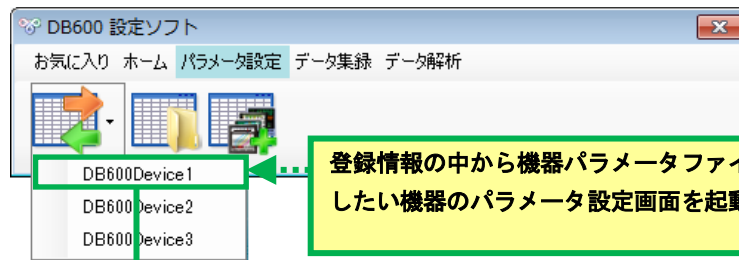 DB600 設定ソフト
お気に入り ホーム パラメータ設定 データ集録 データ解析
DB600Device1
DB600Device2
DB600Device3
登録情報の中から機器パラメータファイ
したい機器のパラメータ設定画面を起動